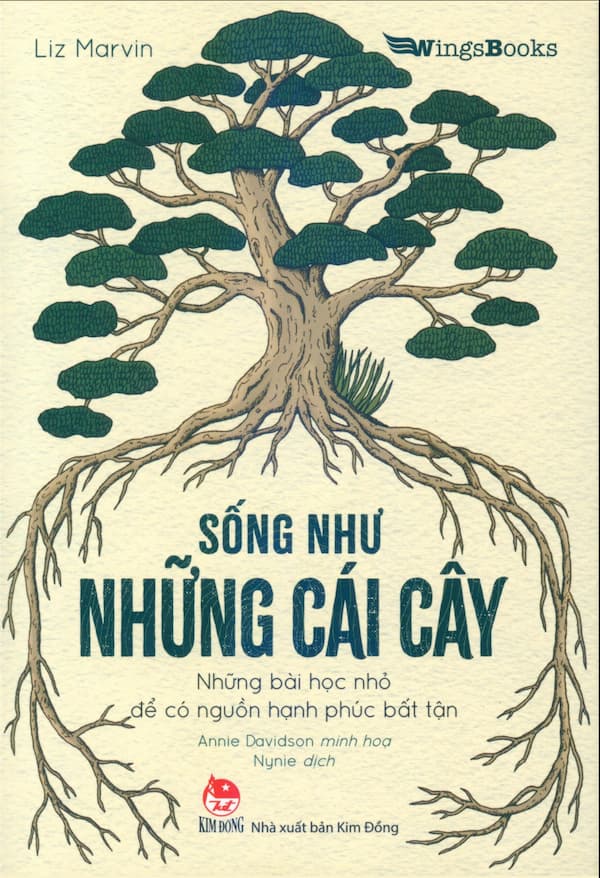 Liz Marvin
WingsBooks
SỐNG NHƯ
NHỮNG CÁI CÂY
Những bài học nhỏ
để có nguồn hạnh phúc bất tận
Annie Davidson minh hoạ
Nynie dịch
KIM ĐỒNG
Nhà xuất bản Kim Đồng